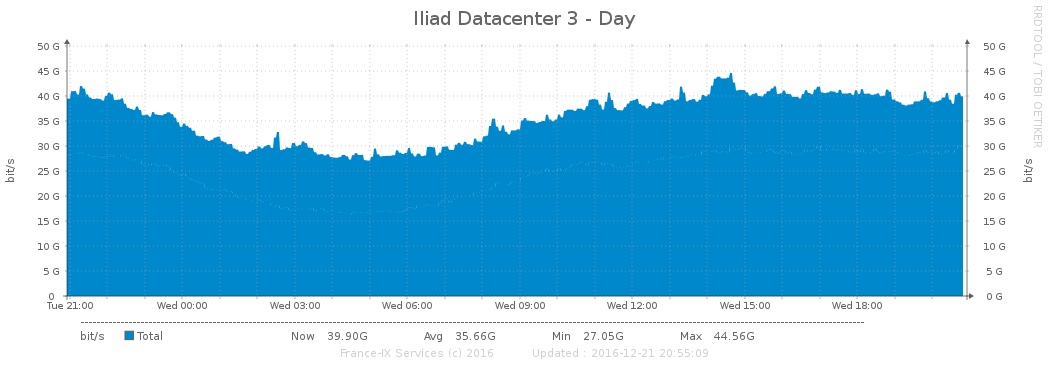 Iliad Datacenter 3 - Day
RRDTOOL / TOBI OETIKER
bit/s
50 G 50 G
45 G 45 G
40 G 40 G
35 G 35 G
30 G 30 G
25 G 25 G
20 G 20 G
15 G 15 G
10 G 10 G
5 G 5 G
0 0 G
bit/s
Tue 21:00 Wed 00:00 Wed 03:00 Wed 06:00 Wed 09:00 Wed 12:00 Wed 15:00 Wed 18:00
bit/s Total Now 39.90G Avg 35.66G Min 27.05G Max 44.56G
France-IX Services (c) 2016 Updated : 2016-12-21 20:55:09